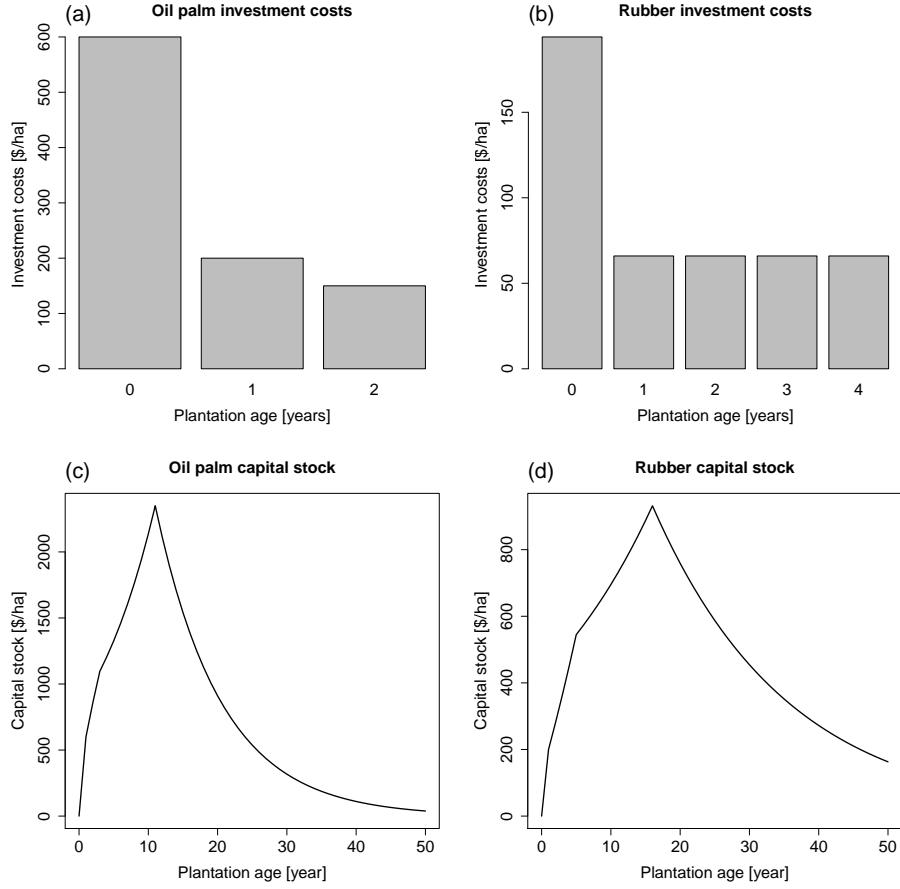 (a) Oil palm investment costs
Investment costs [$/ha]
0 100 200 300 400 500 600
0 1 2
Plantation age [years]
(b) Rubber investment costs
Investment costs [$/ha]
0 50 100 150
0 1 2 3 4
Plantation age [years]
(c) Oil palm capital stock
Capital stock [$/ha]
0 500 1000 1500 2000
0 10 20 30 40 50
Plantation age [year]
(d) Rubber capital stock
Capital stock [$/ha]
0 200 400 600 800
0 10 20 30 40 50
Plantation age [year]